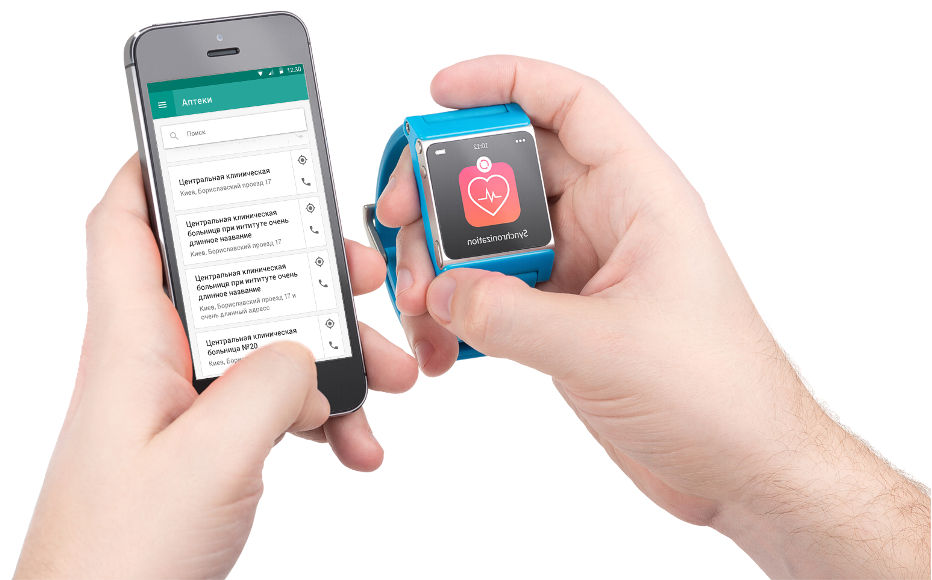 12:30
Аптеки
Поиск
Центральная клиническая
Киев, Бориславский проезд 17
Центральная клиническая
больница при интитуте очень
длинное название
Киев, Бориславский проезд 17
Центральная клиническая
больница при интитуте очень
длинное название
Киев, Бориславский проезд 17 и
очень длинный адресс
Центральная клиническая
больница №20
Киев,
10:13
Synchronization